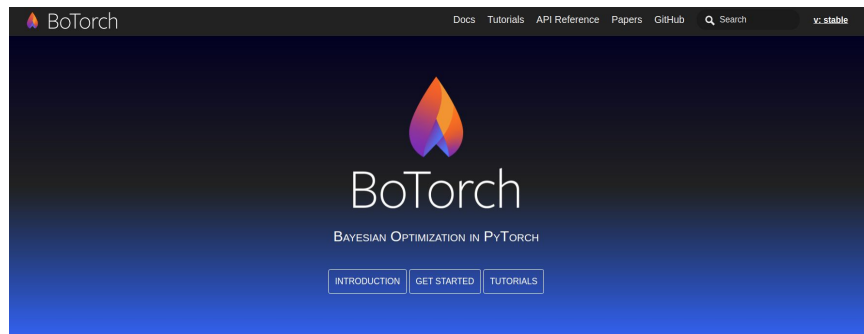 BoTorch Docs Tutorials API Reference Papers GitHub Search v: stable
BoTorch
BAYESIAN OPTIMIZATION IN PYTORCH
INTRODUCTION GET STARTED TUTORIALS